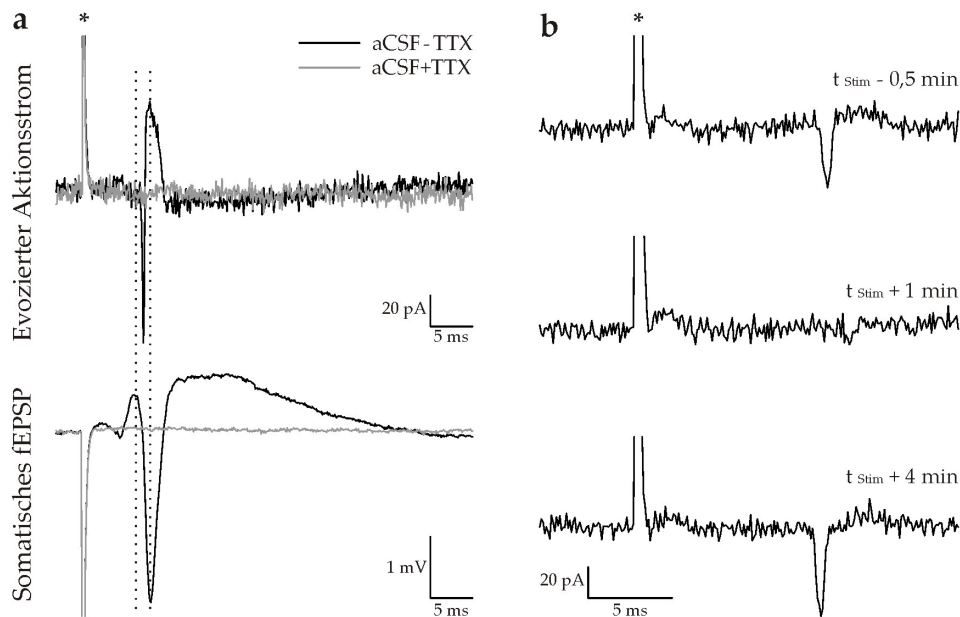 a
*
aCSF-TTX
aCSF+TTX
Evozierter Aktionsstrom
20 pA
5 ms
Somatisches fEPSP
1 mV
5 ms
b
*
t Stim - 0,5 min
t Stim + 1 min
t Stim + 4 min
20 pA
5 ms